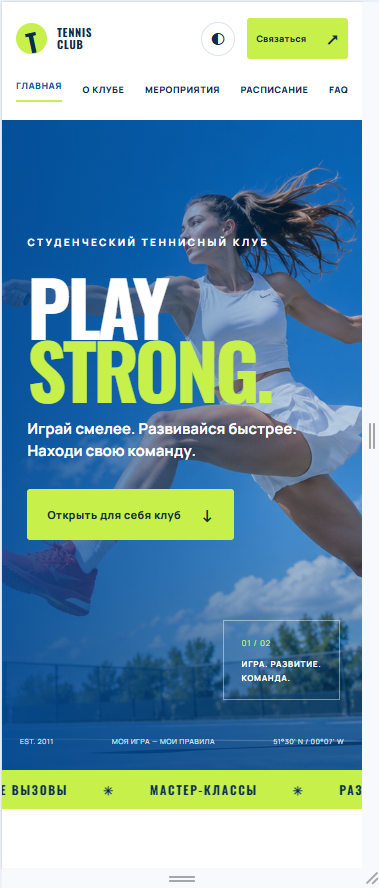 TENNIS
CLUB
Связаться ↗
ГЛАВНАЯ О КЛУБЕ МЕРОПРИЯТИЯ РАСПИСАНИЕ FAQ
СТУДЕНЧЕСКИЙ ТЕННИСНЫЙ КЛУБ
PLAY
STRONG.
Играй смелее. Развивайся быстрее.
Находи свою команду.
Открыть для себя клуб ↓
01 / 02
ИГРА. РАЗВИТИЕ.
КОМАНДА.
EST. 2011 МОЯ ИГРА — МОИ ПРАВИЛА 51°30' N / 00°07' W
Е ВЫЗОВЫ ✳ МАСТЕР-КЛАССЫ ✳ РАЗ